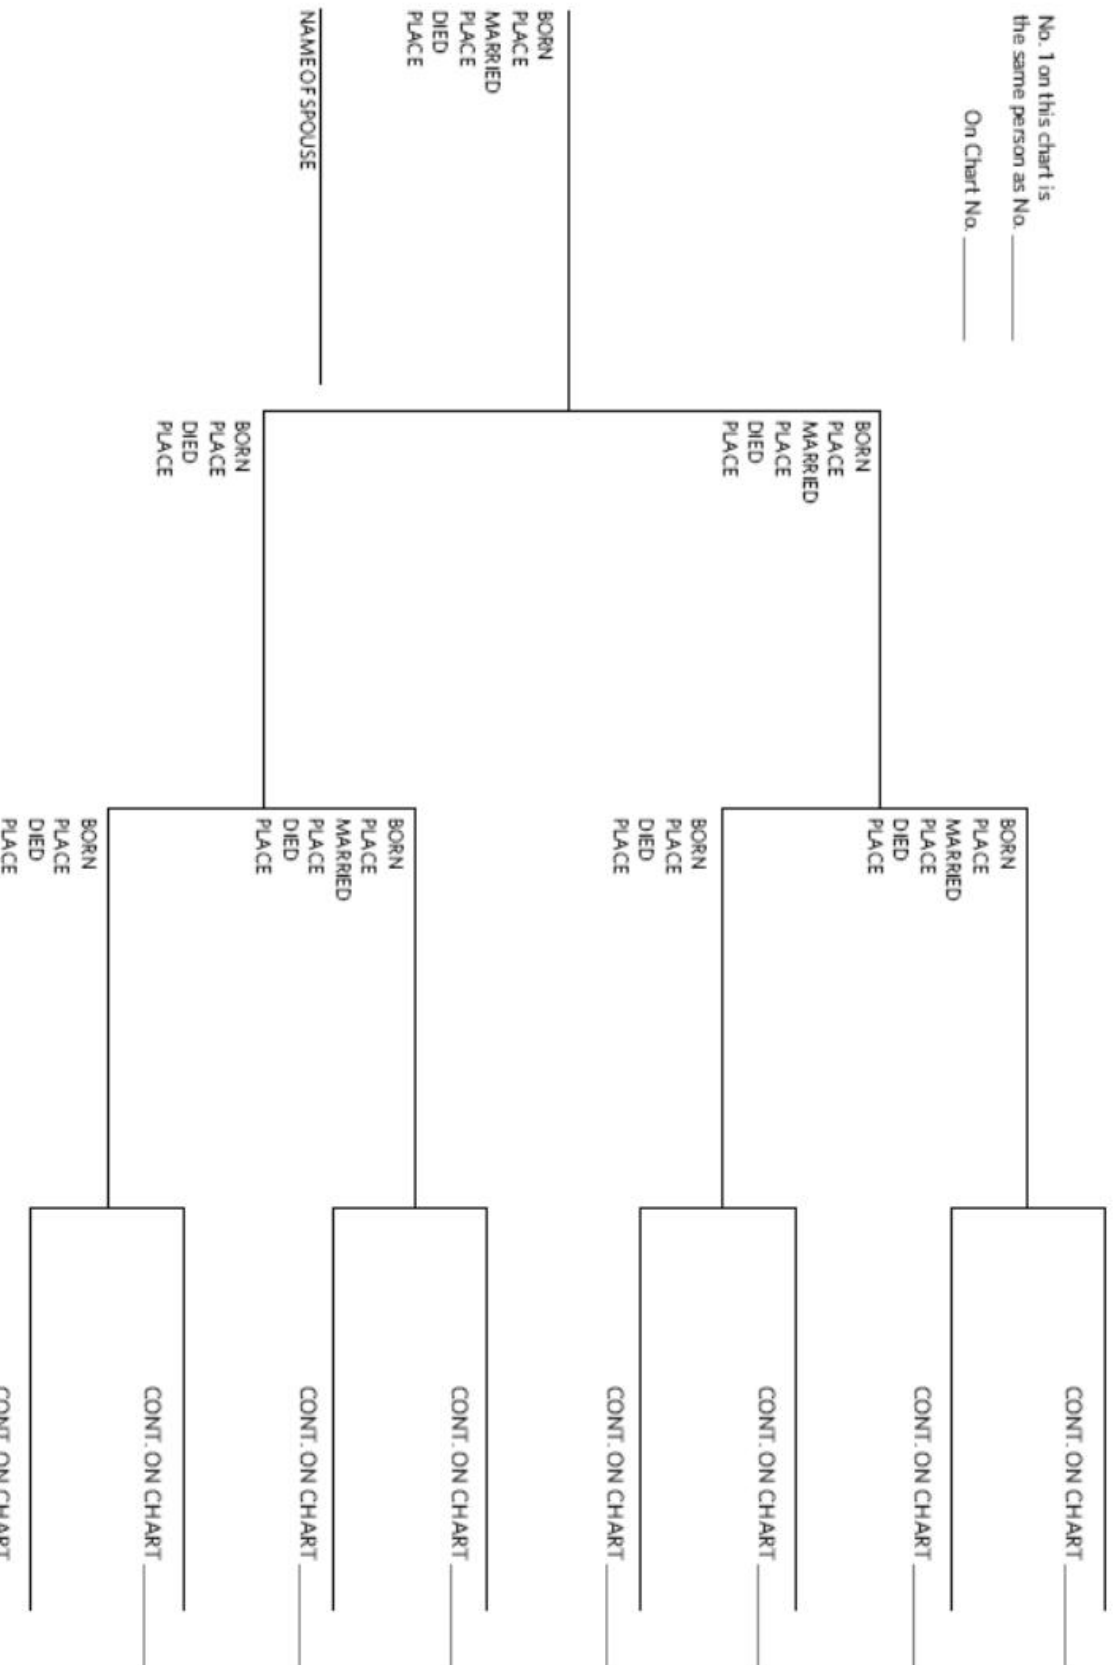 No. 1 on this chart is
the same person as No.
On Chart No.
BORN
PLACE
MARRIED
PLACE
DIED
PLACE
NAME OF SPOUSE
BORN
PLACE
MARRIED
PLACE
DIED
PLACE
BORN
PLACE
DIED
PLACE
BORN
PLACE
MARRIED
PLACE
DIED
PLACE
BORN
PLACE
DIED
PLACE
BORN
PLACE
MARRIED
PLACE
DIED
PLACE
BORN
PLACE
DIED
PLACE
CONT. ON CHART
CONT. ON CHART
CONT. ON CHART
CONT. ON CHART
CONT. ON CHART
CONT. ON CHART
CONT. ON CHART
CONT. ON CHART